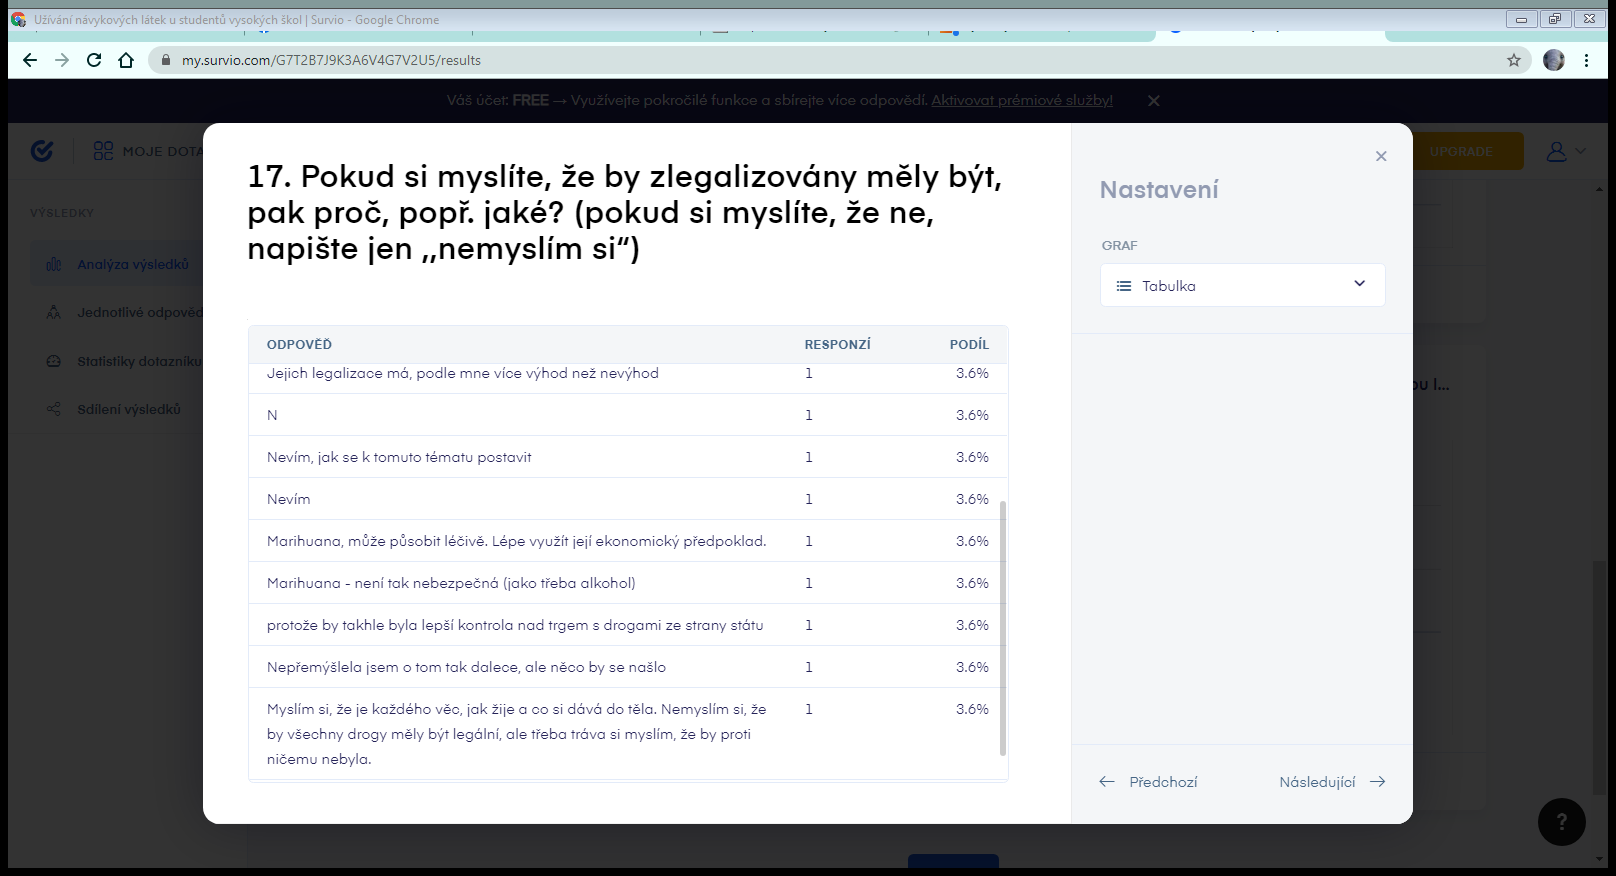 Užívání návykových látek u studentů vysokých škol | Survio - Google Chrome
my.survio.com/G7T2B7J9K3A6V4G7V2U5/results
Váš účet: FREE → Využívejte pokročilé funkce a sbírejte více odpovědí. Aktivovat prémiové služby!
MOJE DOTA
UPGRADE
VÝSLEDKY
Analýza výsledků
Jednotlivé odpověd
Statistiky dotazníku
Sdílení výsledků
17. Pokud si myslíte, že by zlegalizovány měly být,
pak proč, popř. jaké? (pokud si myslíte, že ne,
napište jen ,,nemyslím si“)
ODPOVĚĎ RESPONZÍ PODÍL
Jejich legalizace má, podle mne více výhod než nevýhod 1 3.6%
N 1 3.6%
Nevím, jak se k tomuto tématu postavit 1 3.6%
Nevím 1 3.6%
Marihuana, může působit léčivě. Lépe využít její ekonomický předpoklad. 1 3.6%
Marihuana - není tak nebezpečná (jako třeba alkohol) 1 3.6%
protože by takhle byla lepší kontrola nad trgem s drogami ze strany státu 1 3.6%
Nepřemýšlela jsem o tom tak dalece, ale něco by se našlo 1 3.6%
Myslím si, že je každého věc, jak žije a co si dává do těla. Nemyslím si, že 1 3.6%
by všechny drogy měly být legální, ale třeba tráva si myslím, že by proti
ničemu nebyla.
Nastavení
GRAF
Tabulka
← Předchozí Následující →
ou l...
?